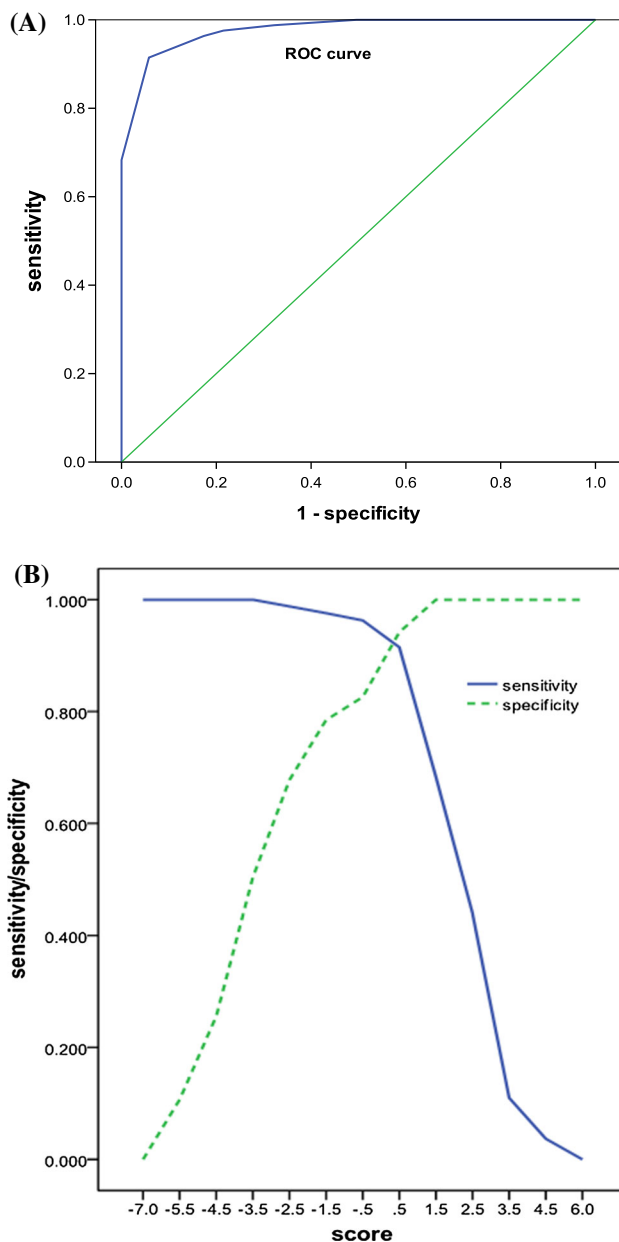 (A)
1.0
0.8
0.6
0.4
0.2
0.0
sensitivity
ROC curve
0.0 0.2 0.4 0.6 0.8 1.0
1 - specificity
(B)
1.000
0.800
0.600
0.400
0.200
0.000
sensitivity/specificity
sensitivity
specificity
-7.0 -5.5 -4.5 -3.5 -2.5 -1.5 -.5 .5 1.5 2.5 3.5 4.5 6.0
score